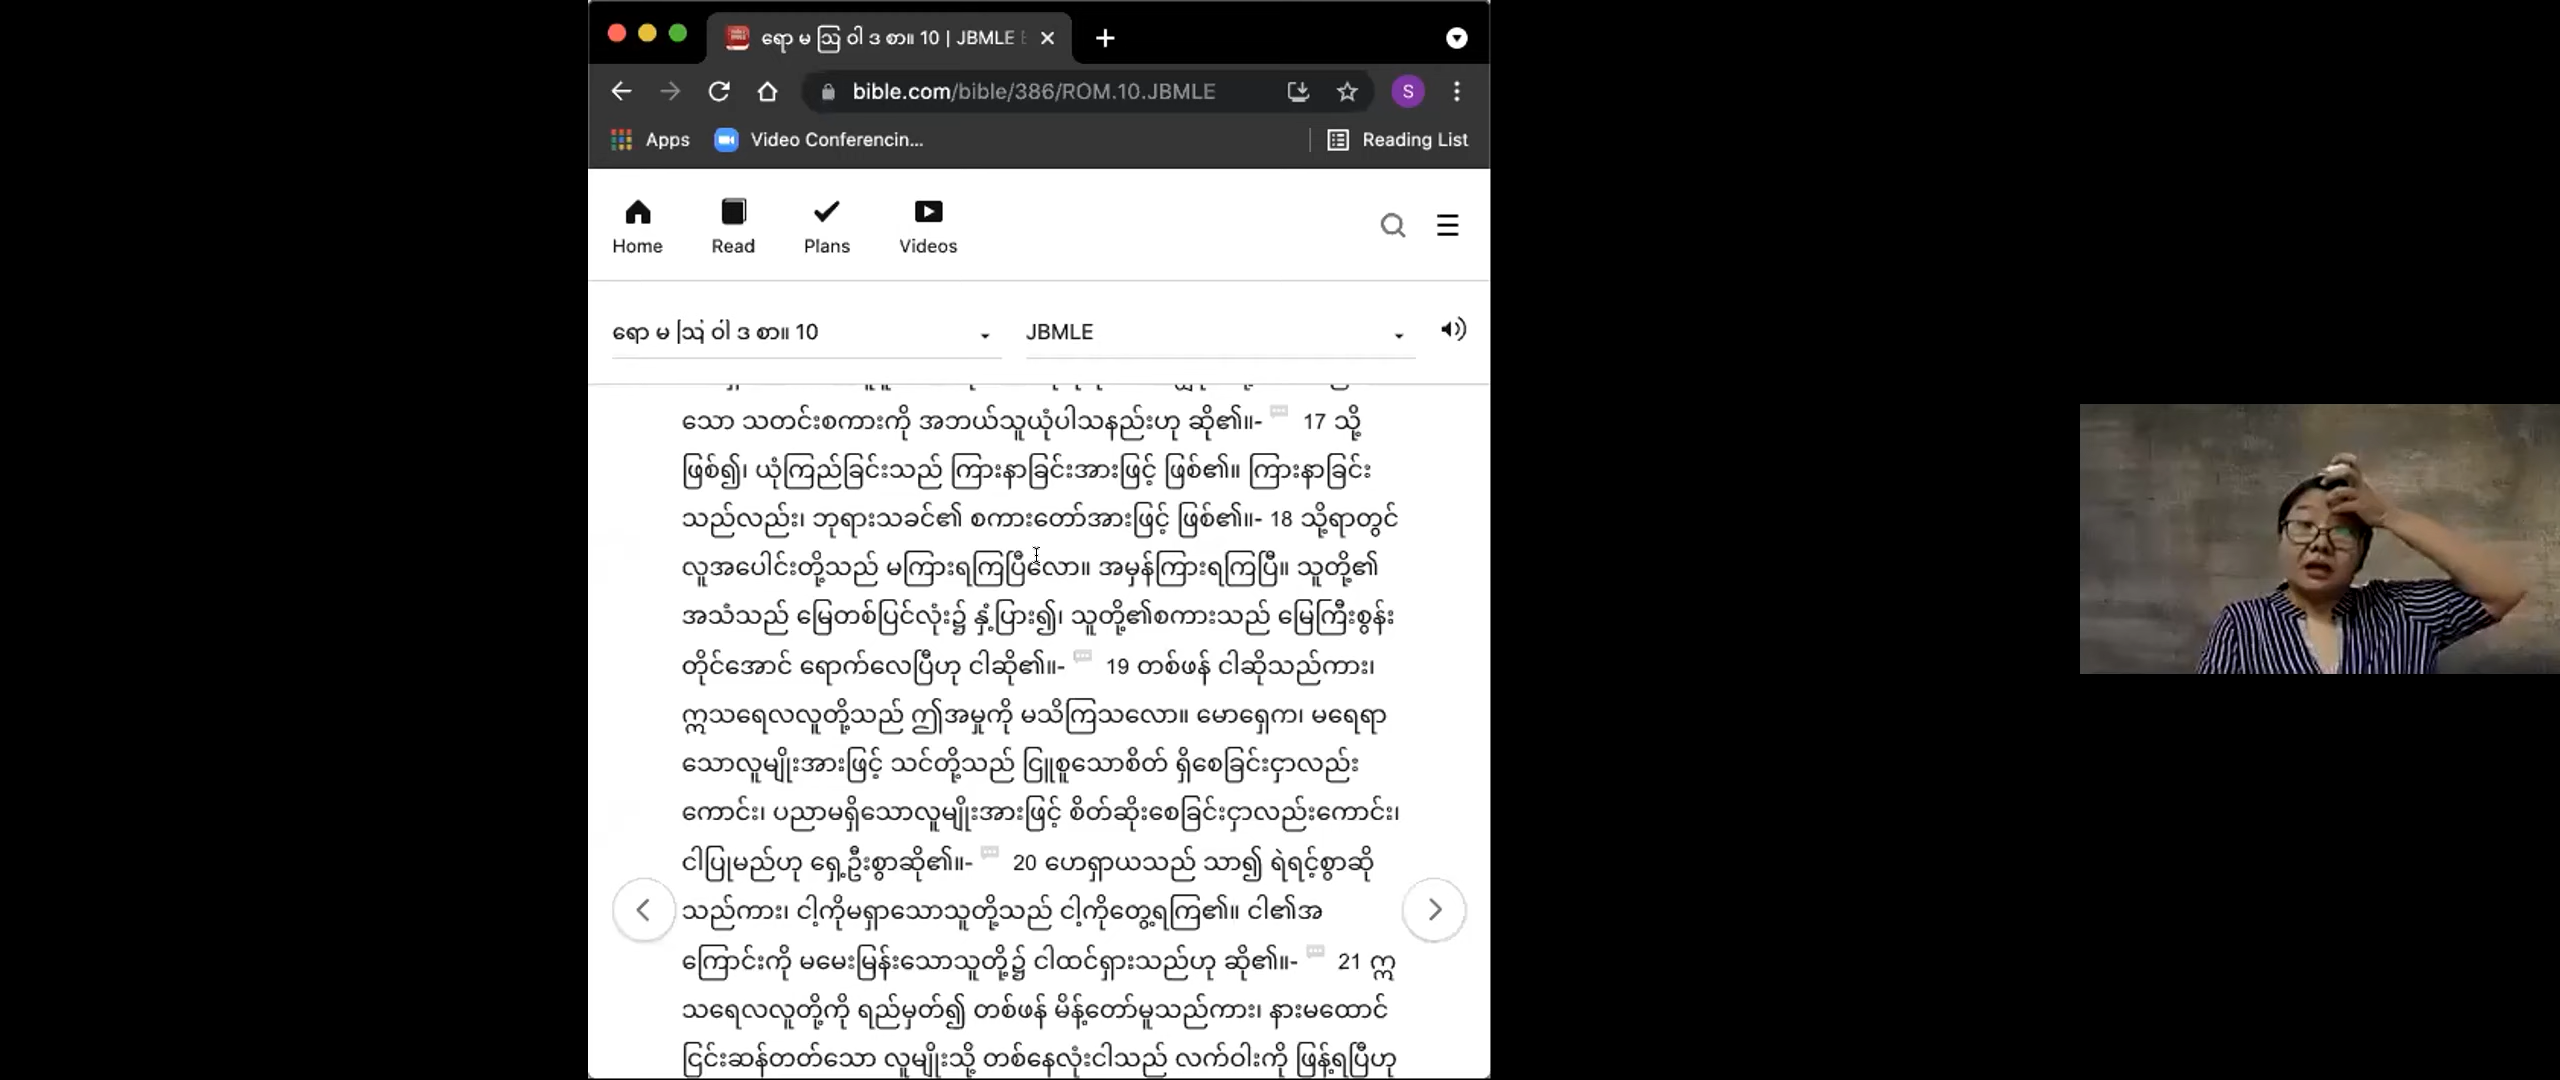 ရော မ ဩ ဝါ ဒ စာ။ 10 | JBMLE
bible.com/bible/386/ROM.10.JBMLE
S
Apps
Video Conferencin...
Reading List
Home
Read
Plans
Videos
ရော မ ဩ ဝါ ဒ စာ။ 10
JBMLE
သော သတင်းစကားကို အဘယ်သူယုံပါသနည်းဟု ဆို၏။- 17 သို့
ဖြစ်၍၊ ယုံကြည်ခြင်းသည် ကြားနာခြင်းအားဖြင့် ဖြစ်၏။ ကြားနာခြင်း
သည်လည်း၊ ဘုရားသခင်၏ စကားတော်အားဖြင့် ဖြစ်၏။- 18 သို့ရာတွင်
လူအပေါင်းတို့သည် မကြားရကြပြီလော။ အမှန်ကြားရကြပြီ။ သူတို့၏
အသံသည် မြေတစ်ပြင်လုံး၌ နှံ့ပြား၍၊ သူတို့၏စကားသည် မြေကြီးစွန်း
တိုင်အောင် ရောက်လေပြီဟု ငါဆို၏။- 19 တစ်ဖန် ငါဆိုသည်ကား၊
ဣသရေလလူတို့သည် ဤအမှုကို မသိကြသလော။ မောရှေက၊ မရေရာ
သောလူမျိုးအားဖြင့် သင်တို့သည် ငြူစူသောစိတ် ရှိစေခြင်းငှာလည်း
ကောင်း၊ ပညာမရှိသောလူမျိုးအားဖြင့် စိတ်ဆိုးစေခြင်းငှာလည်းကောင်း၊
ငါပြုမည်ဟု ရှေ့ဦးစွာဆို၏။- 20 ဟေရှာယသည် သာ၍ ရဲရင့်စွာဆို
သည်ကား၊ ငါ့ကိုမရှာသောသူတို့သည် ငါ့ကိုတွေ့ရကြ၏။ ငါ၏အ
ကြောင်းကို မမေးမြန်းသောသူတို့၌ ငါထင်ရှားသည်ဟု ဆို၏။- 21 ဣ
သရေလလူတို့ကို ရည်မှတ်၍ တစ်ဖန် မိန့်တော်မူသည်ကား၊ နားမထောင်
ငြင်းဆန်တတ်သော လူမျိုးသို့ တစ်နေ့လုံးငါသည် လက်ဝါးကို ဖြန့်ရပြီဟု